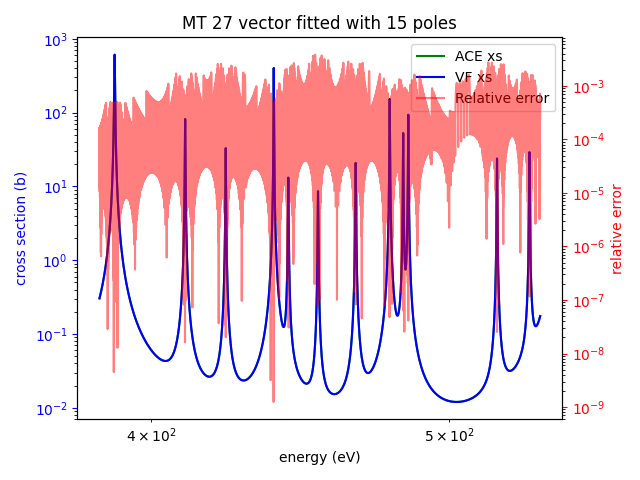 MT 27 vector fitted with 15 poles
ACE xs
VF xs
Relative error
cross section (b)
10³
10²
10¹
10⁰
10⁻¹
10⁻²
relative error
10⁻³
10⁻⁴
10⁻⁵
10⁻⁶
10⁻⁷
10⁻⁸
10⁻⁹
4 × 10² 5 × 10²
energy (eV)